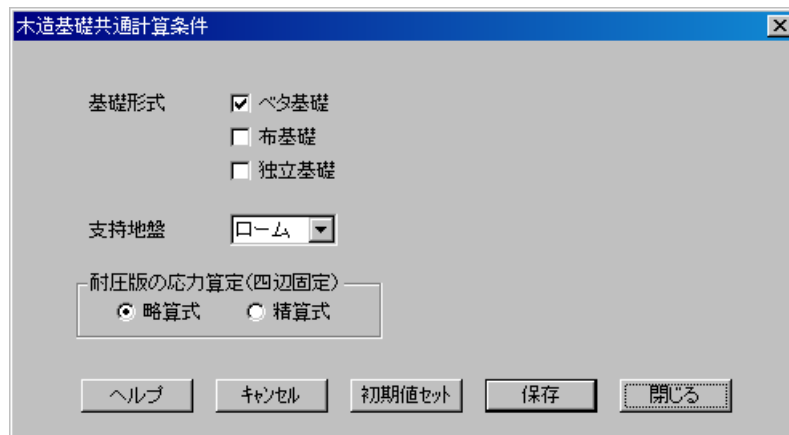 木造基礎共通計算条件
基礎形式 ベタ基礎
布基礎
独立基礎
支持地盤 ローム
耐圧版の応力算定(四辺固定)
略算式 精算式
ヘルプ キャンセル 初期値セット 保存 閉じる